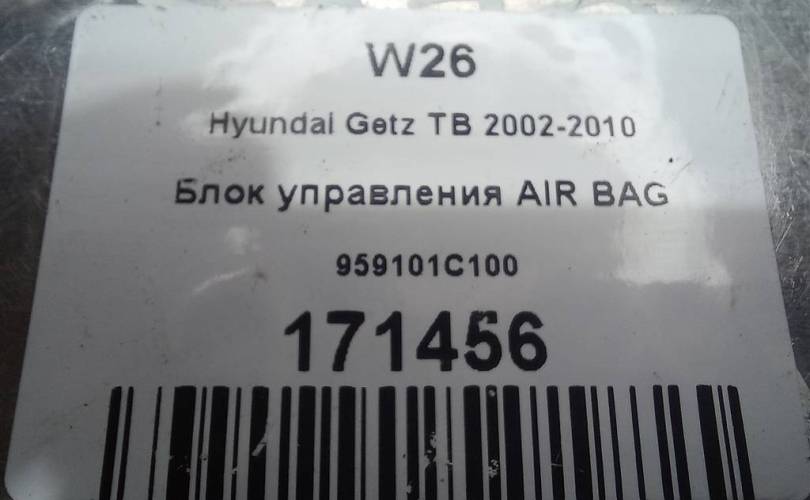 W26
Hyundai Getz TB 2002-2010
Блок управления AIR BAG
959101C100
171456